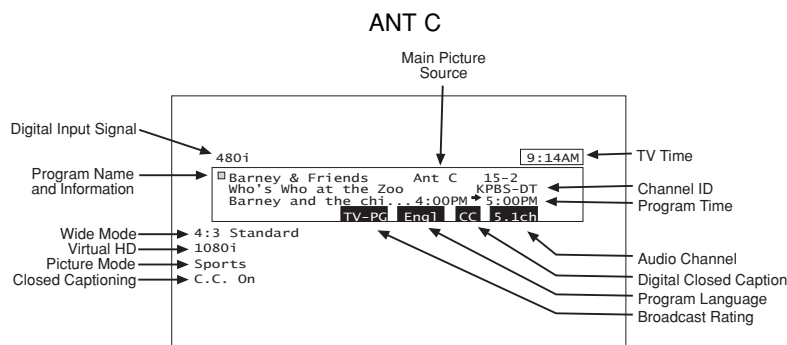 ANT C
Main Picture
Source
Digital Input Signal
480i
9:14AM
TV Time
Program Name
and Information
Barney & Friends Ant C 15-2
Who's Who at the Zoo KPBS-DT
Channel ID
Barney and the chi...4:00PM 5:00PM
Program Time
TV-PG Engl CC 5.1ch
Wide Mode 4:3 Standard
Virtual HD 1080i
Picture Mode Sports
Closed Captioning C.C. On
Audio Channel
Digital Closed Caption
Program Language
Broadcast Rating